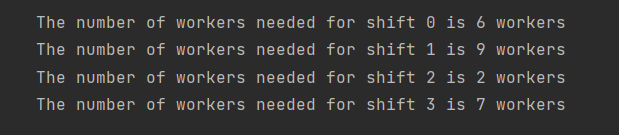 The number of workers needed for shift 0 is 6 workers
The number of workers needed for shift 1 is 9 workers
The number of workers needed for shift 2 is 2 workers
The number of workers needed for shift 3 is 7 workers